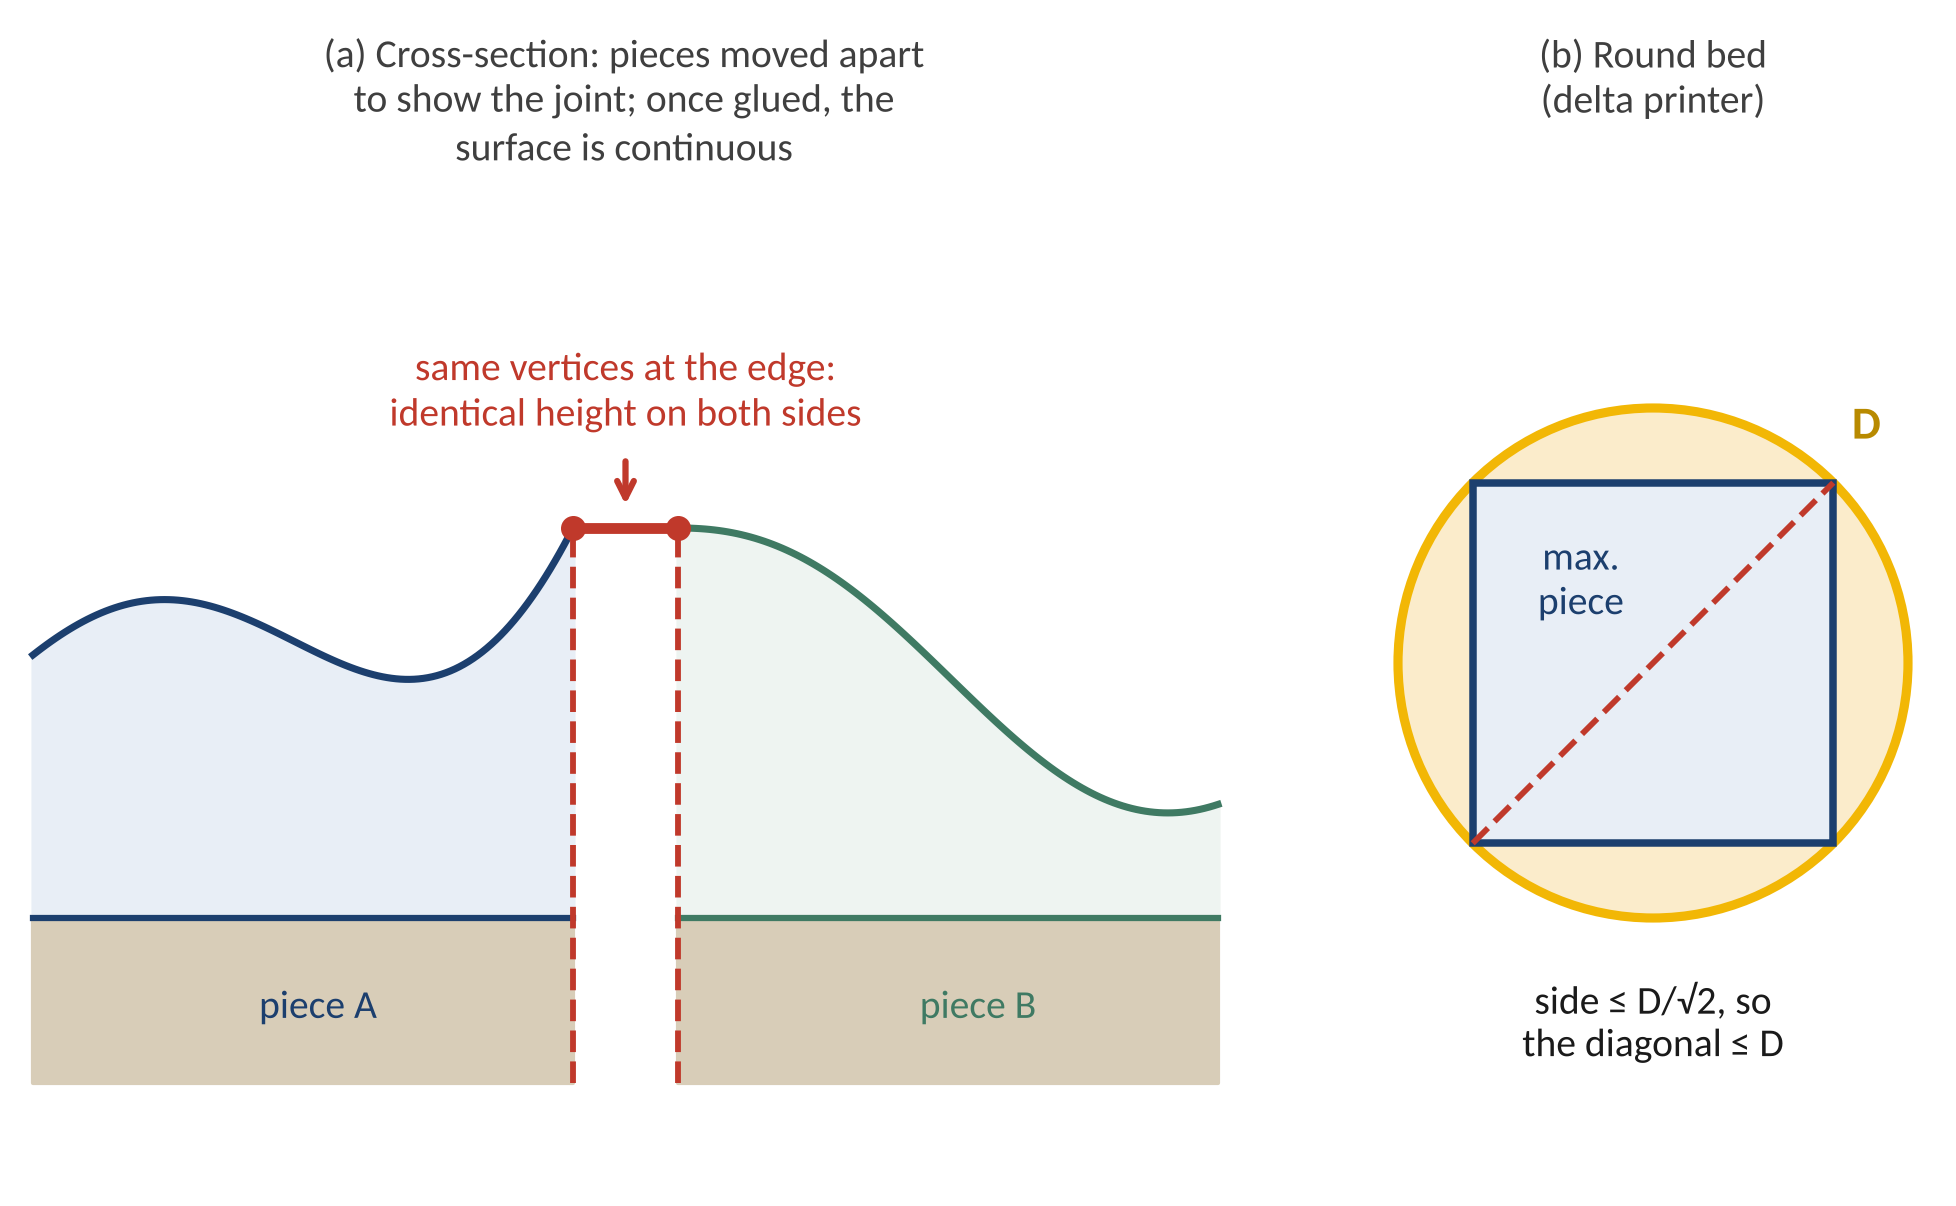 (a) Cross-section: pieces moved apart
to show the joint; once glued, the
surface is continuous
(b) Round bed
(delta printer)
same vertices at the edge:
identical height on both sides
D
max.
piece
piece A
piece B
side ≤ D/√2, so
the diagonal ≤ D